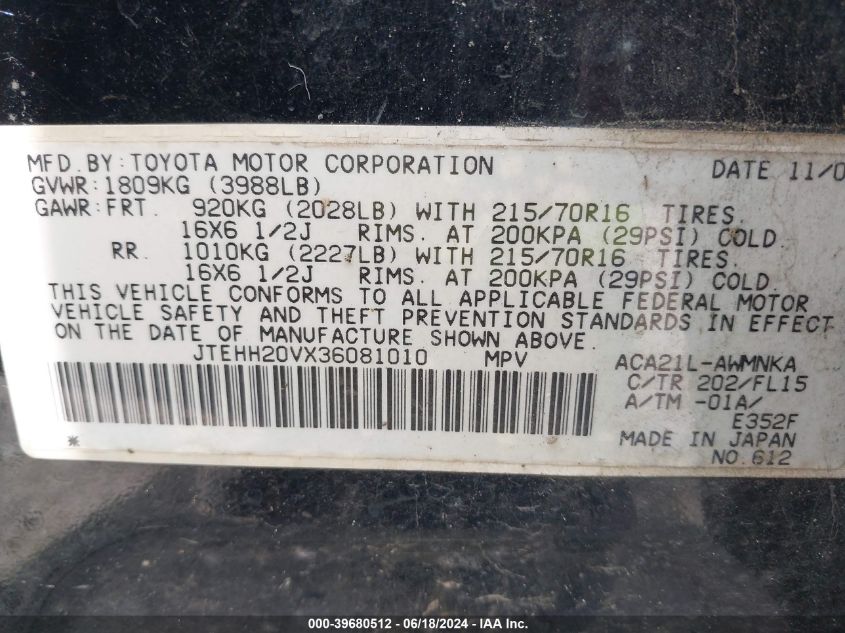 MFD.BY:TOYOTA MOTOR CORPORATION DATE 11/0
GVWR:1809KG (3988LB)
GAWR:FRT. 920KG (2028LB) WITH 215/70R16 TIRES.
16X6 1/2J RIMS. AT 200KPA (29PSI) COLD.
RR. 1010KG (2227LB) WITH 215/70R16 TIRES.
16X6 1/2J RIMS. AT 200KPA (29PSI) COLD.
THIS VEHICLE CONFORMS TO ALL APPLICABLE FEDERAL MOTOR
VEHICLE SAFETY AND THEFT PREVENTION STANDARDS IN EFFECT
ON THE DATE OF MANUFACTURE SHOWN ABOVE.
JTEHH20VX36081010 MPV ACA21L-AWMNKA
C/TR 202/FL15
A/TM -01A/
E352F
* MADE IN JAPAN
NO.612
000-39680512 - 06/18/2024 - IAAI - Copart Inc.